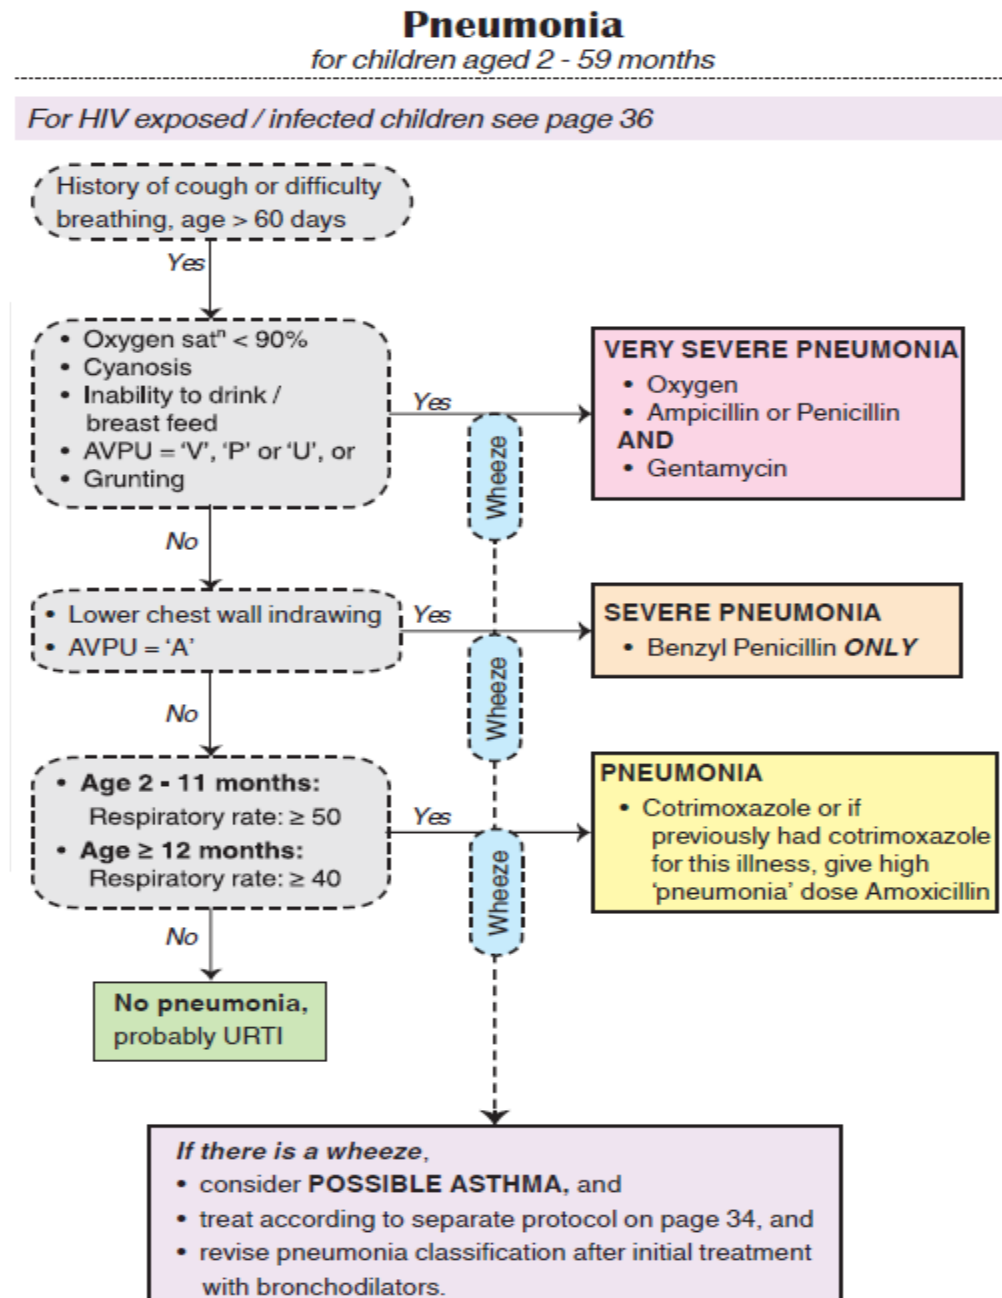 Pneumonia
for children aged 2 - 59 months
For HIV exposed / infected children see page 36
History of cough or difficulty
breathing, age > 60 days
Yes
• Oxygen satⁿ < 90%
• Cyanosis
• Inability to drink /
breast feed
• AVPU = ‘V’, ‘P’ or ‘U’, or
• Grunting
Yes
Wheeze
VERY SEVERE PNEUMONIA
• Oxygen
• Ampicillin or Penicillin
AND
• Gentamycin
No
• Lower chest wall indrawing
• AVPU = ‘A’
Yes
Wheeze
SEVERE PNEUMONIA
• Benzyl Penicillin ONLY
No
• Age 2 - 11 months:
Respiratory rate: ≥ 50
• Age ≥ 12 months:
Respiratory rate: ≥ 40
Yes
Wheeze
PNEUMONIA
• Cotrimoxazole or if
previously had cotrimoxazole
for this illness, give high
‘pneumonia’ dose Amoxicillin
No
No pneumonia,
probably URTI
If there is a wheeze,
• consider POSSIBLE ASTHMA, and
• treat according to separate protocol on page 34, and
• revise pneumonia classification after initial treatment
with bronchodilators.